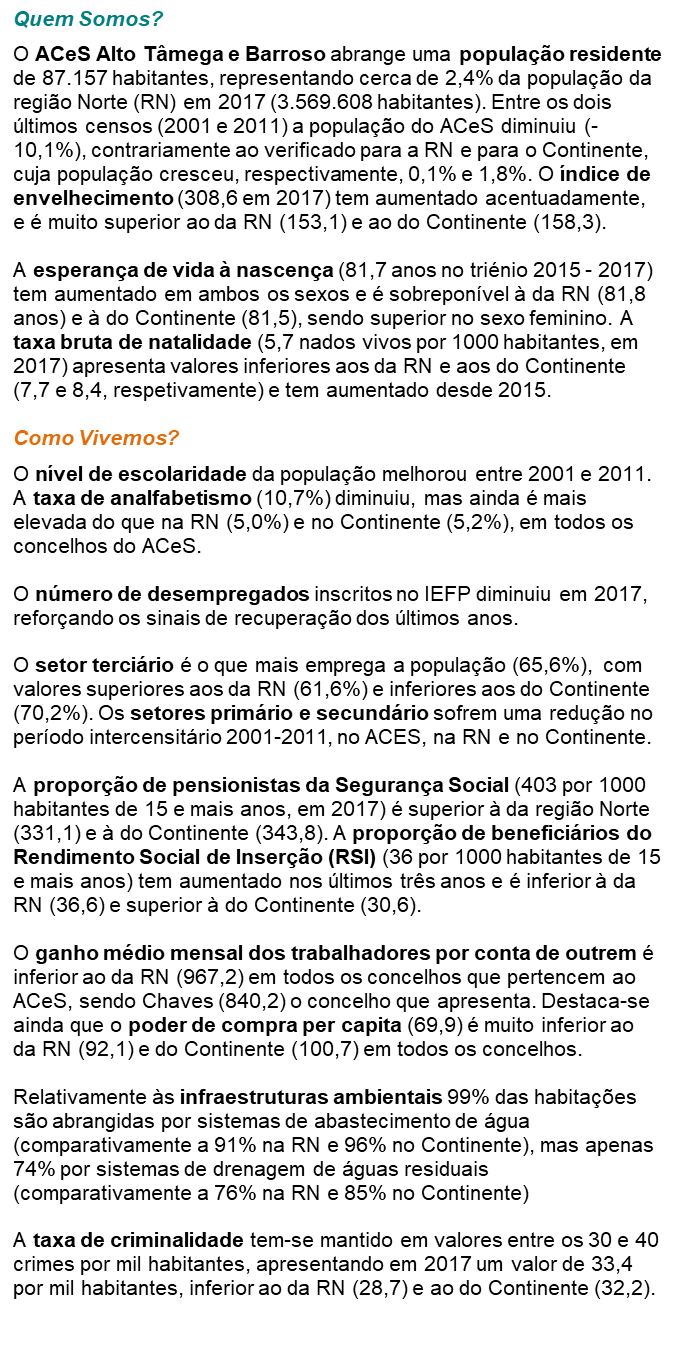 Quem Somos?
O ACeS Alto Tâmega e Barroso abrange uma população residente
de 87.157 habitantes, representando cerca de 2,4% da população da
região Norte (RN) em 2017 (3.569.608 habitantes). Entre os dois
últimos censos (2001 e 2011) a população do ACeS diminuiu (-
10,1%), contrariamente ao verificado para a RN e para o Continente,
cuja população cresceu, respectivamente, 0,1% e 1,8%. O índice de
envelhecimento (308,6 em 2017) tem aumentado acentuadamente,
e é muito superior ao da RN (153,1) e ao do Continente (158,3).
A esperança de vida à nascença (81,7 anos no triénio 2015 - 2017)
tem aumentado em ambos os sexos e é sobreponível à da RN (81,8
anos) e à do Continente (81,5), sendo superior no sexo feminino. A
taxa bruta de natalidade (5,7 nados vivos por 1000 habitantes, em
2017) apresenta valores inferiores aos da RN e aos do Continente
(7,7 e 8,4, respetivamente) e tem aumentado desde 2015.
Como Vivemos?
O nível de escolaridade da população melhorou entre 2001 e 2011.
A taxa de analfabetismo (10,7%) diminuiu, mas ainda é mais
elevada do que na RN (5,0%) e no Continente (5,2%), em todos os
concelhos do ACeS.
O número de desempregados inscritos no IEFP diminuiu em 2017,
reforçando os sinais de recuperação dos últimos anos.
O setor terciário é o que mais emprega a população (65,6%), com
valores superiores aos da RN (61,6%) e inferiores aos do Continente
(70,2%). Os setores primário e secundário sofrem uma redução no
período intercensitário 2001-2011, no ACES, na RN e no Continente.
A proporção de pensionistas da Segurança Social (403 por 1000
habitantes de 15 e mais anos, em 2017) é superior à da região Norte
(331,1) e à do Continente (343,8). A proporção de beneficiários do
Rendimento Social de Inserção (RSI) (36 por 1000 habitantes de 15
e mais anos) tem aumentado nos últimos três anos e é inferior à da
RN (36,6) e superior à do Continente (30,6).
O ganho médio mensal dos trabalhadores por conta de outrem é
inferior ao da RN (967,2) em todos os concelhos que pertencem ao
ACeS, sendo Chaves (840,2) o concelho que apresenta. Destaca-se
ainda que o poder de compra per capita (69,9) é muito inferior ao
da RN (92,1) e do Continente (100,7) em todos os concelhos.
Relativamente às infraestruturas ambientais 99% das habitações
são abrangidas por sistemas de abastecimento de água
(comparativamente a 91% na RN e 96% no Continente), mas apenas
74% por sistemas de drenagem de águas residuais
(comparativamente a 76% na RN e 85% no Continente)
A taxa de criminalidade tem-se mantido em valores entre os 30 e 40
crimes por mil habitantes, apresentando em 2017 um valor de 33,4
por mil habitantes, inferior ao da RN (28,7) e ao do Continente (32,2).